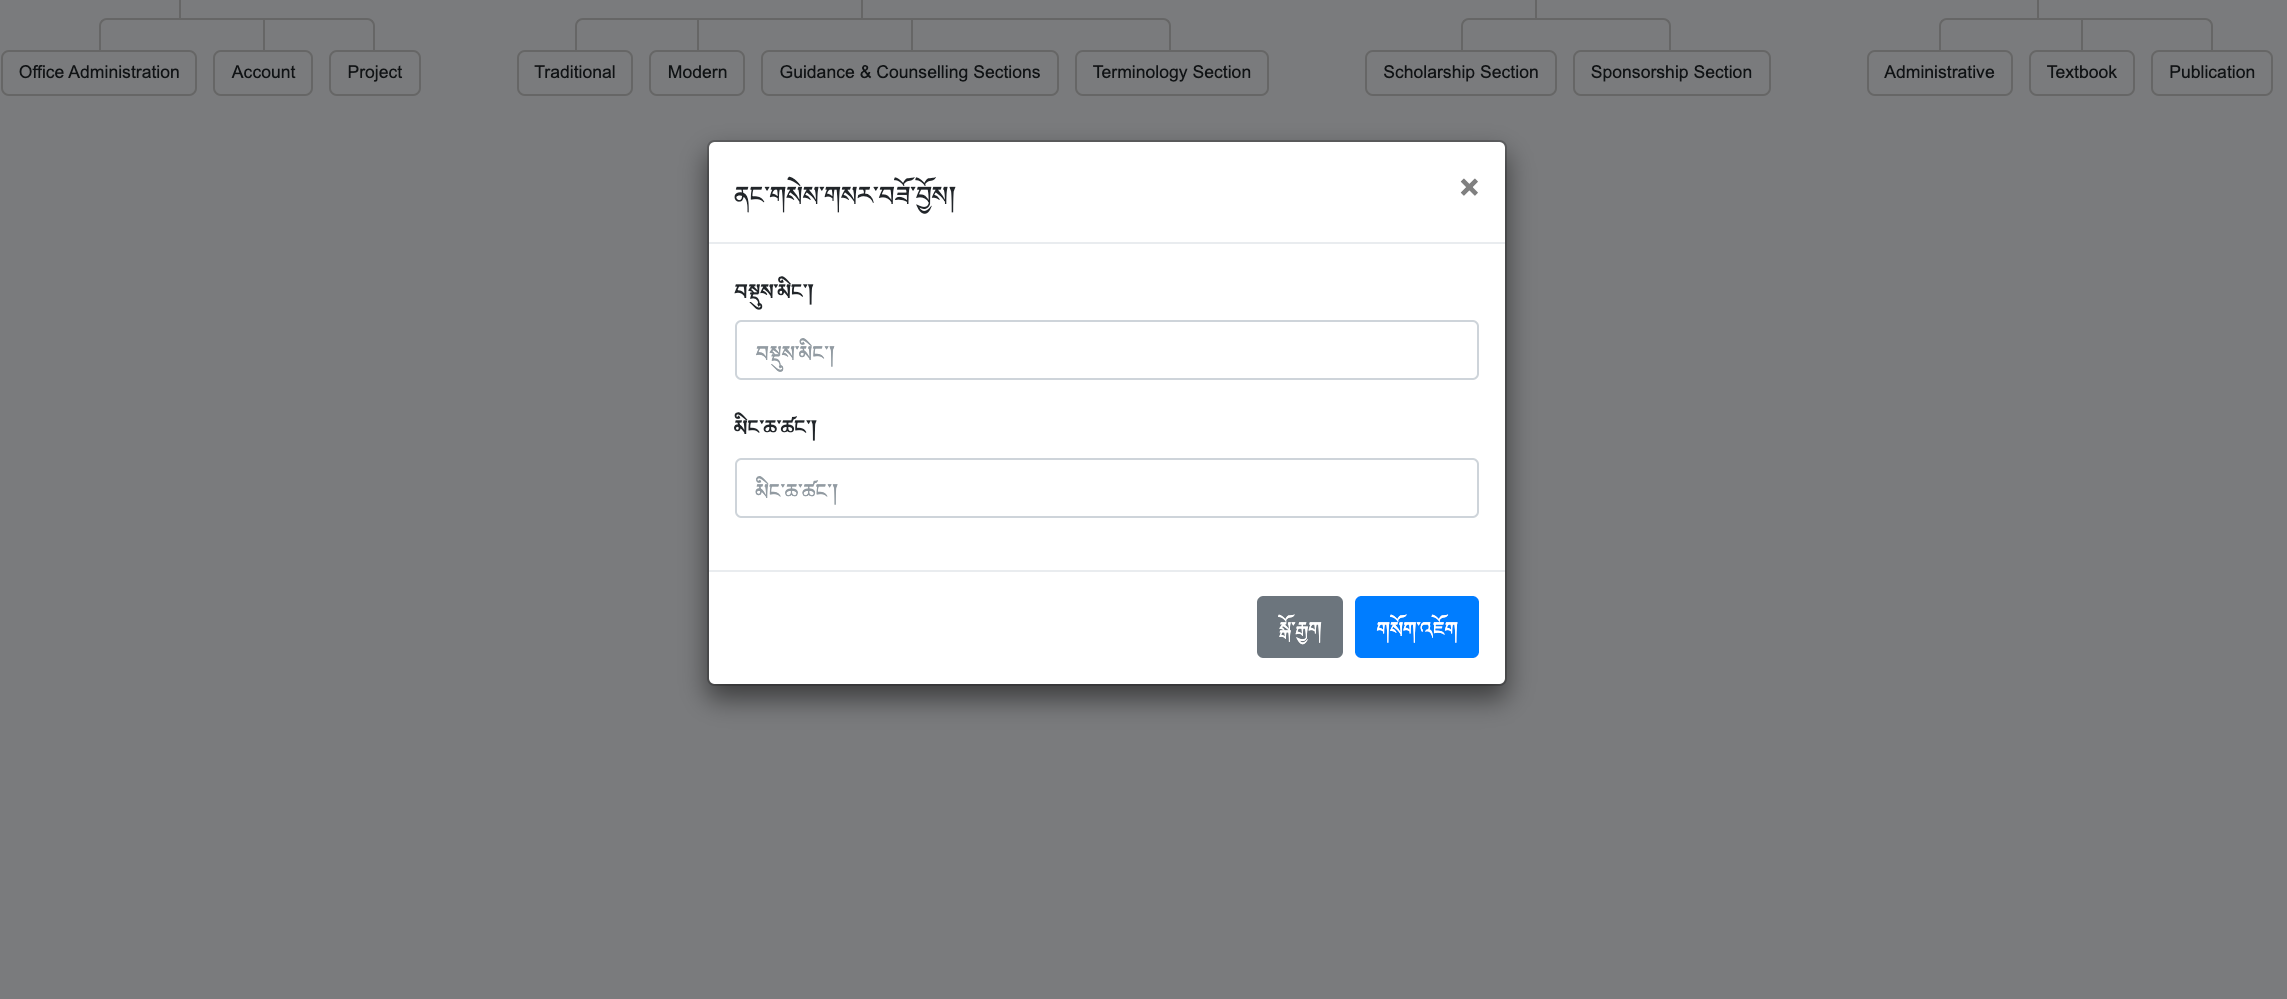 Office Administration Account Project Traditional Modern Guidance & Counselling Sections Terminology Section Scholarship Section Sponsorship Section Administrative Textbook Publication
ནང་གསེས་གསར་བཟོ་བྱོས། ×
བསྡུས་མིང་།
བསྡུས་མིང་།
མིང་ཆ་ཚང་།
མིང་ཆ་ཚང་།
སྒོ་རྒྱག གསོག་འཇོག